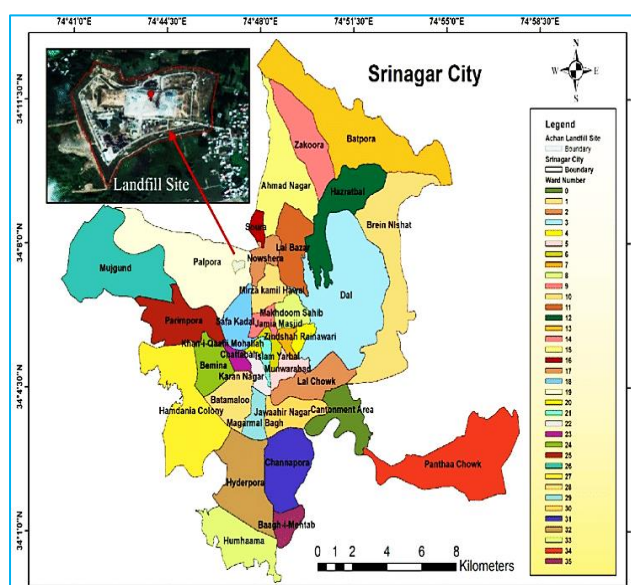 74°41'0"E 74°44'30"E 74°48'0"E 74°51'30"E 74°55'0"E 74°58'30"E
Srinagar City
N
W E
S
Landfill Site
34°11'30"N
34°8'0"N
34°4'30"N
34°1'0"N
Batpora
Zakoora
Ahmad Nagar
Hazratbal
Brein Nishat
Soura
Lal Bazar
Nowshera
Palpora
Mujgund
Dal
Mirza kamil Hawal
Makhdoom Sahib
Safa Kadal
Jamia Masjid
Parimpora
Zindshah Rainawari
Khan-i-Qaafi Mohallah
Chattabal
Islam Yarbal
Bemina
Munwarabad
Karan Nagar
Lal Chowk
Batamaloo
Hamdania Colony
Jawaahir Nagar
Cantonment Area
Magarmal Bagh
Channapora
Panthaa Chowk
Hyderpora
Baagh-i-Mehtab
Humhaama
0 1 2 4 6 8
Kilometers
Legend
Achan Landfill Site
Boundary
Srinagar City
Boundary
Ward Number
0
1
2
3
4
5
6
7
8
9
10
11
12
13
14
15
16
17
18
19
20
21
22
23
24
25
26
27
28
29
30
31
32
33
34
35